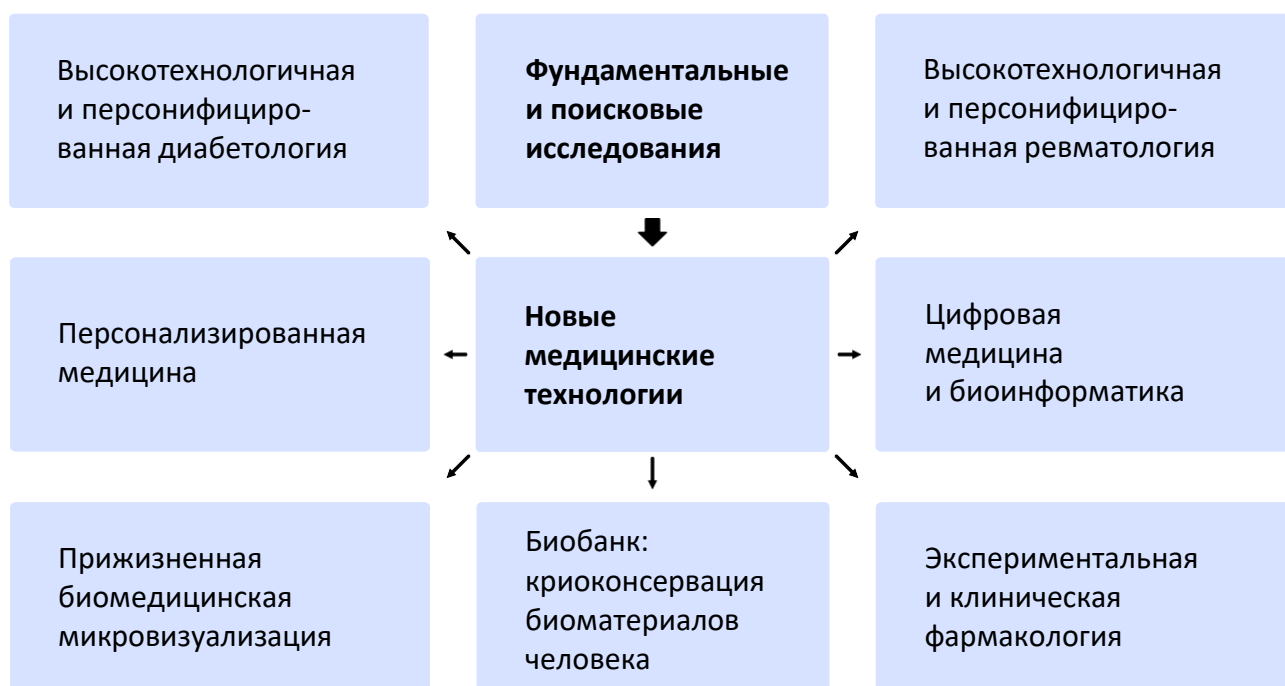 Высокотехнологичная
и персонифициро-
ванная диабетология
Фундаментальные
и поисковые
исследования
Высокотехнологичная
и персонифициро-
ванная ревматология
Персонализированная
медицина
Новые
медицинские
технологии
Цифровая
медицина
и биоинформатика
Прижизненная
биомедицинская
микровизуализация
Биобанк:
криоконсервация
биоматериалов
человека
Экспериментальная
и клиническая
фармакология